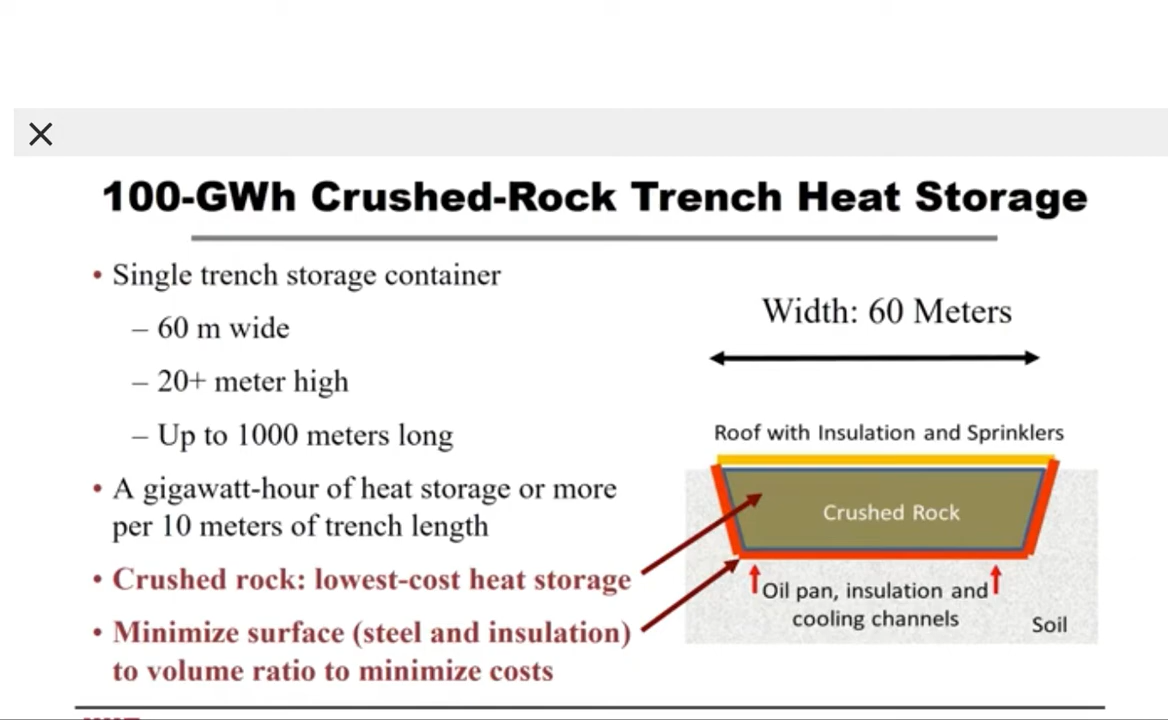 100-GWh Crushed-Rock Trench Heat Storage
• Single trench storage container
– 60 m wide
– 20+ meter high
– Up to 1000 meters long
• A gigawatt-hour of heat storage or more
per 10 meters of trench length
• Crushed rock: lowest-cost heat storage
• Minimize surface (steel and insulation)
to volume ratio to minimize costs
Width: 60 Meters
Roof with Insulation and Sprinklers
Crushed Rock
Oil pan, insulation and
cooling channels
Soil